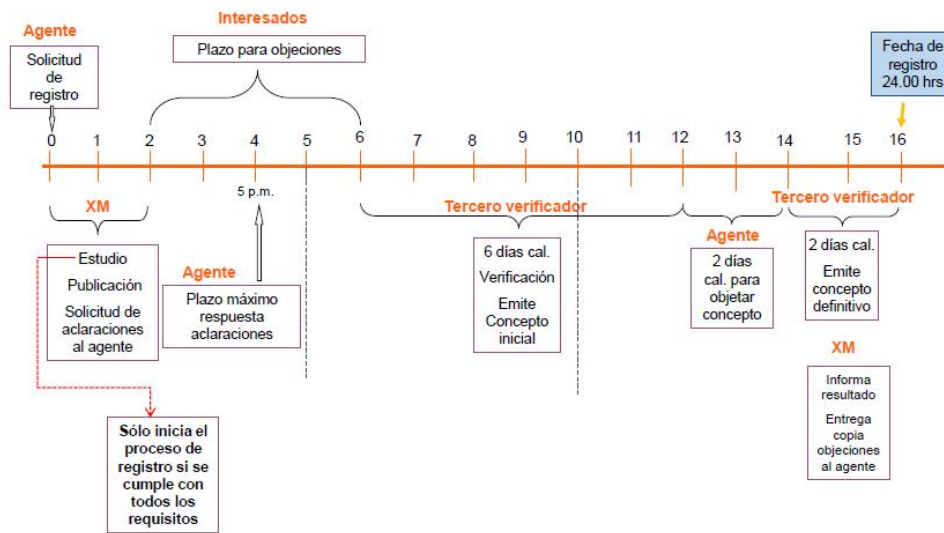 Interesados
Agente
Plazo para objeciones
Solicitud
de
registro
Fecha de
registro
24.00 hrs
0 1 2 3 4 5 6 7 8 9 10 11 12 13 14 15 16
5 p.m.
XM
Estudio
Publicación
Solicitud de
aclaraciones
al agente
Agente
Plazo máximo
respuesta
aclaraciones
Tercero verificador
6 días cal.
Verificación
Emite
Concepto
inicial
Agente
2 días
cal. para
objetar
concepto
Tercero verificador
2 días cal.
Emite
concepto
definitivo
XM
Informa
resultado
Entrega
copia
objeciones
al agente
Sólo inicia el
proceso de
registro si se
cumple con
todos los
requisitos